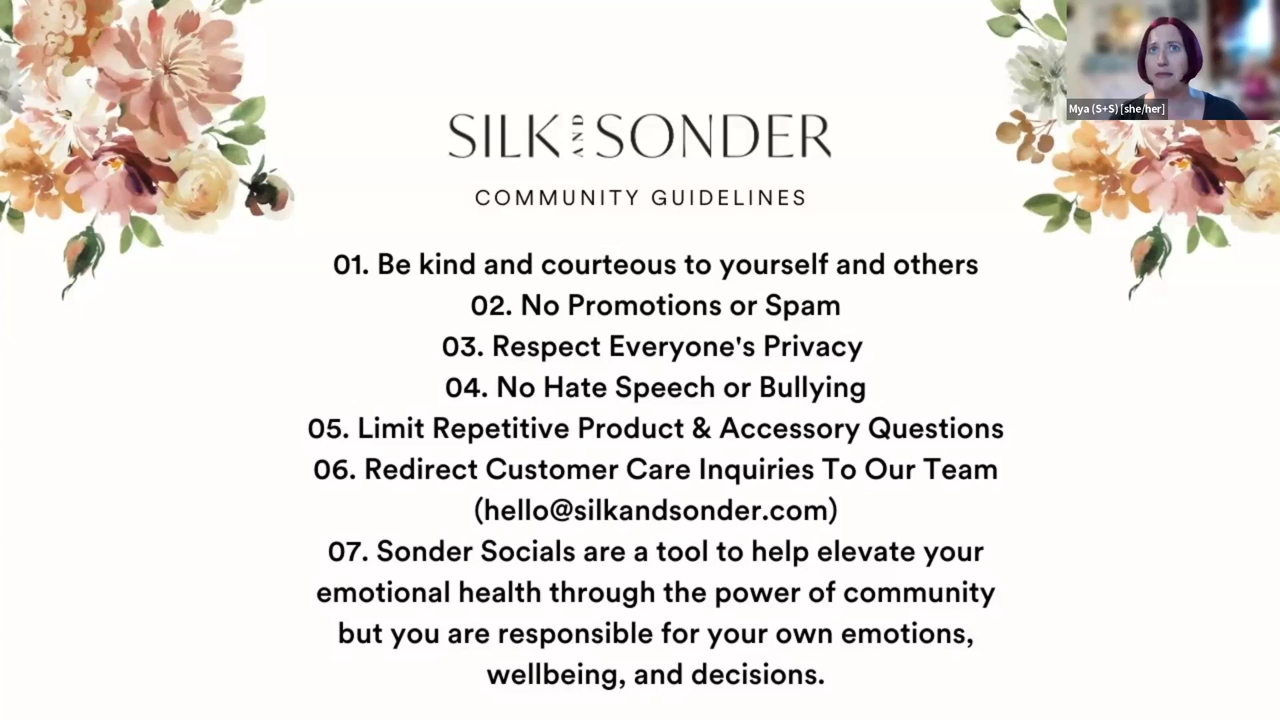 SILK AND SONDER
COMMUNITY GUIDELINES
01. Be kind and courteous to yourself and others
02. No Promotions or Spam
03. Respect Everyone's Privacy
04. No Hate Speech or Bullying
05. Limit Repetitive Product & Accessory Questions
06. Redirect Customer Care Inquiries To Our Team
(hello@silkandsonder.com)
07. Sonder Socials are a tool to help elevate your
emotional health through the power of community
but you are responsible for your own emotions,
wellbeing, and decisions.
Mya (S+S) [she/her]